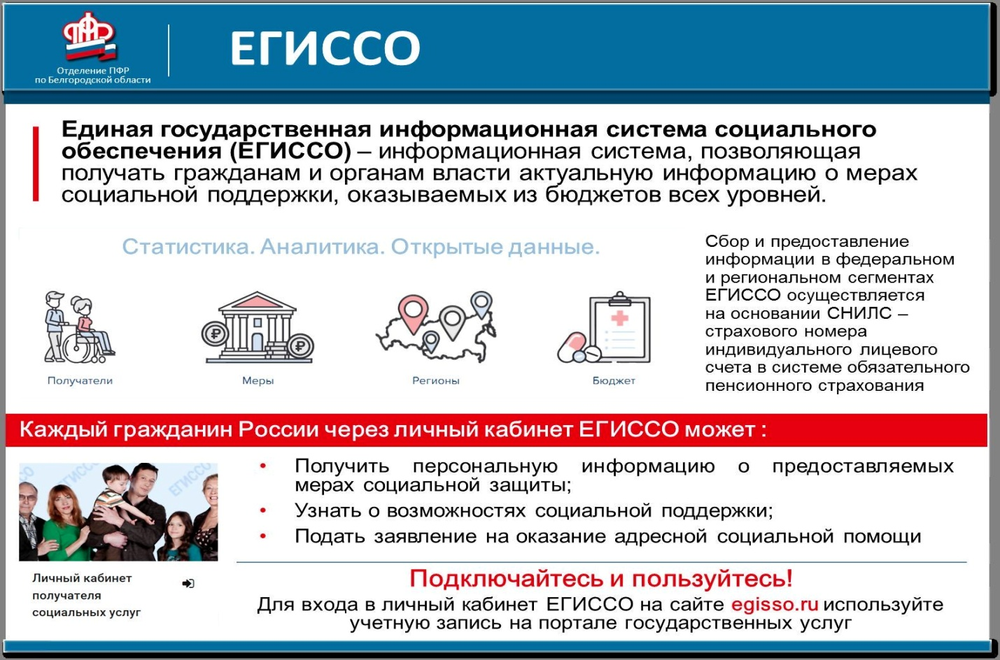 Отделение ПФР
по Белгородской области
ЕГИССО
Единая государственная информационная система социального
обеспечения (ЕГИССО) – информационная система, позволяющая
получать гражданам и органам власти актуальную информацию о мерах
социальной поддержки, оказываемых из бюджетов всех уровней.
Статистика. Аналитика. Открытые данные.
Получатели
Меры
Регионы
Бюджет
Сбор и предоставление
информации в федеральном
и региональном сегментах
ЕГИССО осуществляется
на основании СНИЛС –
страхового номера
индивидуального лицевого
счета в системе обязательного
пенсионного страхования
Каждый гражданин России через личный кабинет ЕГИССО может :
• Получить персональную информацию о предоставляемых
мерах социальной защиты;
• Узнать о возможностях социальной поддержки;
• Подать заявление на оказание адресной социальной помощи
ЕГИССО
Личный кабинет
получателя
социальных услуг
Подключайтесь и пользуйтесь!
Для входа в личный кабинет ЕГИССО на сайте egisso.ru используйте
учетную запись на портале государственных услуг